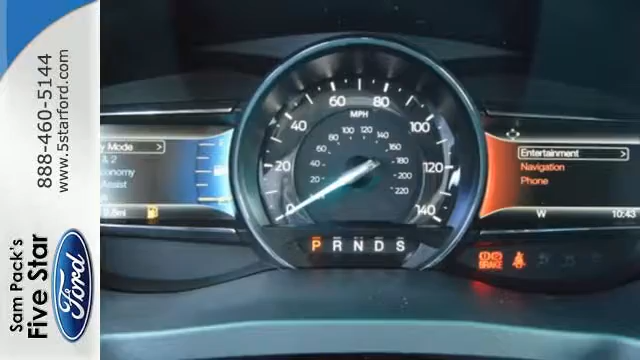 888-460-5144
www.5starford.com
Sam Pack's
Five Star
Ford
y Mode >
& 2
conomy
Assist
MPH
0 20 40 60 80 100 120 140
20 40 60 80 100 120 140 160 180 200 220
P R N D S
Entertainment >
Navigation
Phone
W 10:43
BRAKE